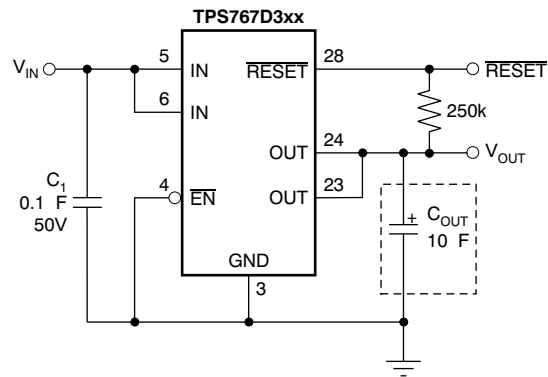 TPS767D3xx
V_IN
5
IN
RESET
28
RESET
6
IN
250k
24
OUT
V_OUT
C_1
0.1 F
50V
4
EN
OUT
23
+
C_OUT
10 F
GND
3